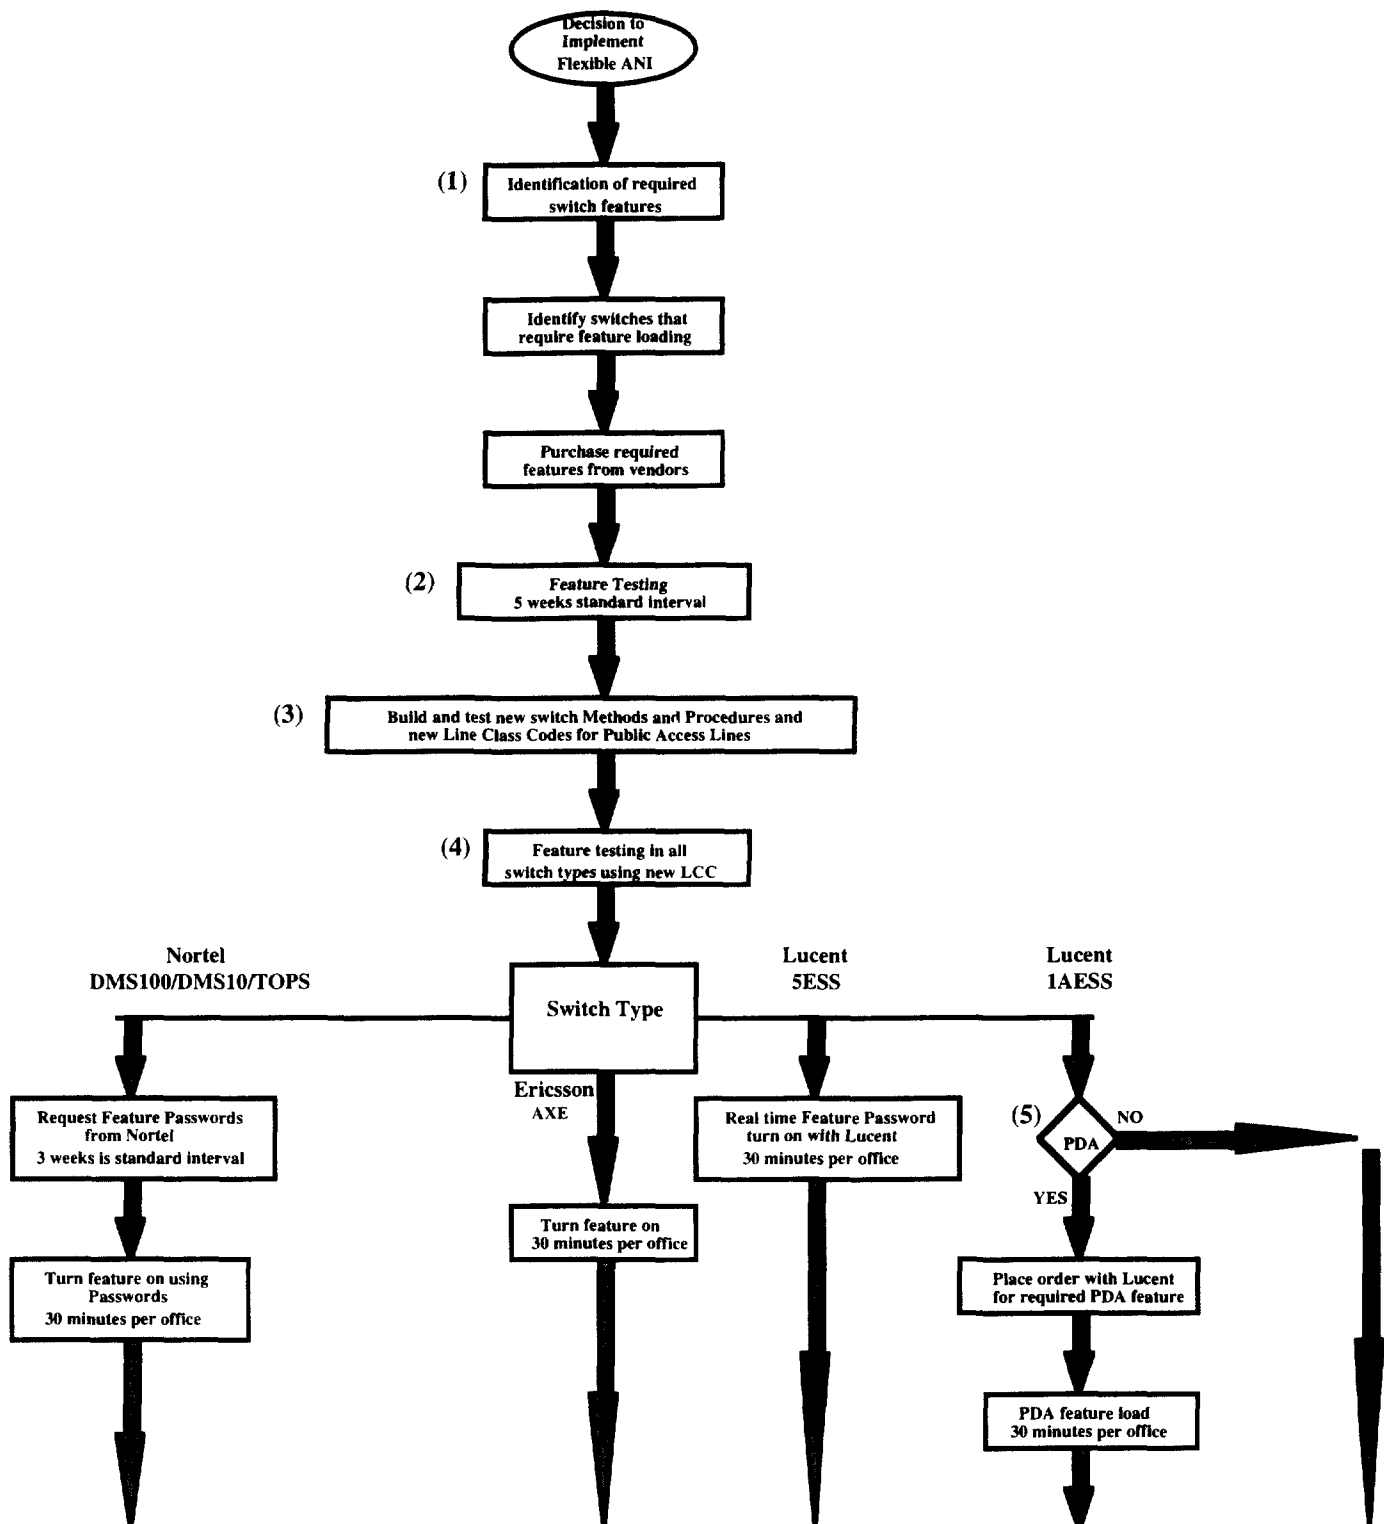 Decision to
Implement
Flexible ANI
(1)
Identification of required
switch features
Identify switches that
require feature loading
Purchase required
features from vendors
(2)
Feature Testing
5 weeks standard interval
(3)
Build and test new switch Methods and Procedures and
new Line Class Codes for Public Access Lines
(4)
Feature testing in all
switch types using new LCC
Nortel
DMS100/DMS10/TOPS
Switch Type
Lucent
5ESS
Lucent
1AESS
Ericsson
AXE
Request Feature Passwords
from Nortel
3 weeks is standard interval
Real time Feature Password
turn on with Lucent
30 minutes per office
(5)
PDA
NO
YES
Turn feature on
30 minutes per office
Turn feature on using
Passwords
30 minutes per office
Place order with Lucent
for required PDA feature
PDA feature load
30 minutes per office